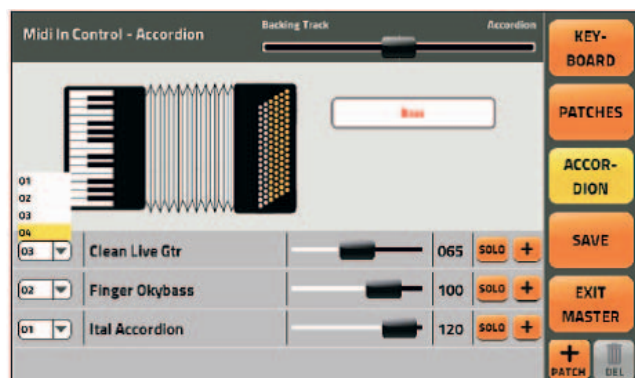 Midi In Control - Accordion
Backing Track
Accordion
Bass
01
02
03
04
03 Clean Live Gtr 065 SOLO +
02 Finger Okybass 100 SOLO +
01 Ital Accordion 120 SOLO +
KEY-
BOARD
PATCHES
ACCOR-
DION
SAVE
EXIT
MASTER
+
PATCH
DEL